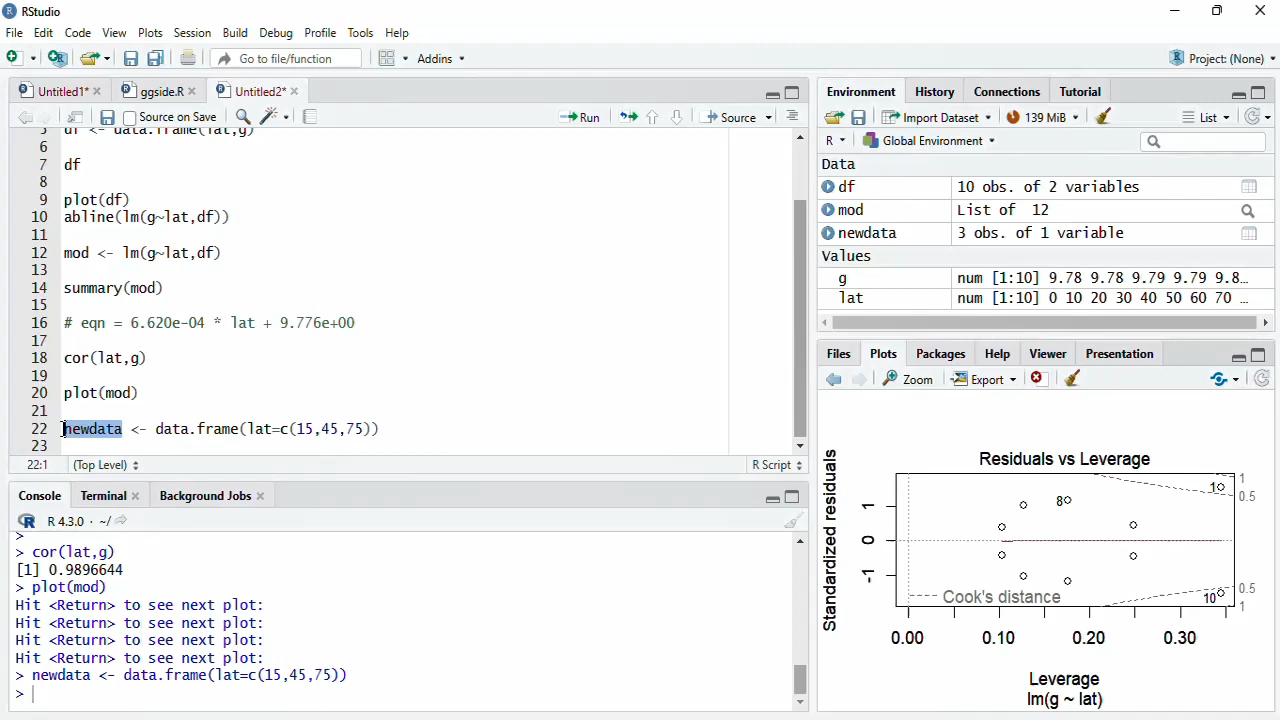 RStudio
File Edit Code View Plots Session Build Debug Profile Tools Help
Go to file/function Addins Project: (None)
Untitled1* ggside.R Untitled2*
Source on Save Run Source
5 df <- data.frame(lat,g)
6
7 df
8
9 plot(df)
10 abline(lm(g~lat,df))
11
12 mod <- lm(g~lat,df)
13
14 summary(mod)
15
16 # eqn = 6.620e-04 * lat + 9.776e+00
17
18 cor(lat,g)
19
20 plot(mod)
21
22 newdata <- data.frame(lat=c(15,45,75))
23
22:1 (Top Level) R Script
Console Terminal Background Jobs
R 4.3.0 · ~/
>
> cor(lat,g)
[1] 0.9896644
> plot(mod)
Hit <Return> to see next plot:
Hit <Return> to see next plot:
Hit <Return> to see next plot:
Hit <Return> to see next plot:
> newdata <- data.frame(lat=c(15,45,75))
>
Environment History Connections Tutorial
Import Dataset 139 MiB List
R Global Environment
Data
df 10 obs. of 2 variables
mod List of 12
newdata 3 obs. of 1 variable
Values
g num [1:10] 9.78 9.78 9.79 9.79 9.8…
lat num [1:10] 0 10 20 30 40 50 60 70 …
Files Plots Packages Help Viewer Presentation
Zoom Export
Residuals vs Leverage
Standardized residuals
1
0
-1
1
8
10
1
0.5
0.5
1
Cook's distance
0.00 0.10 0.20 0.30
Leverage
lm(g ~ lat)